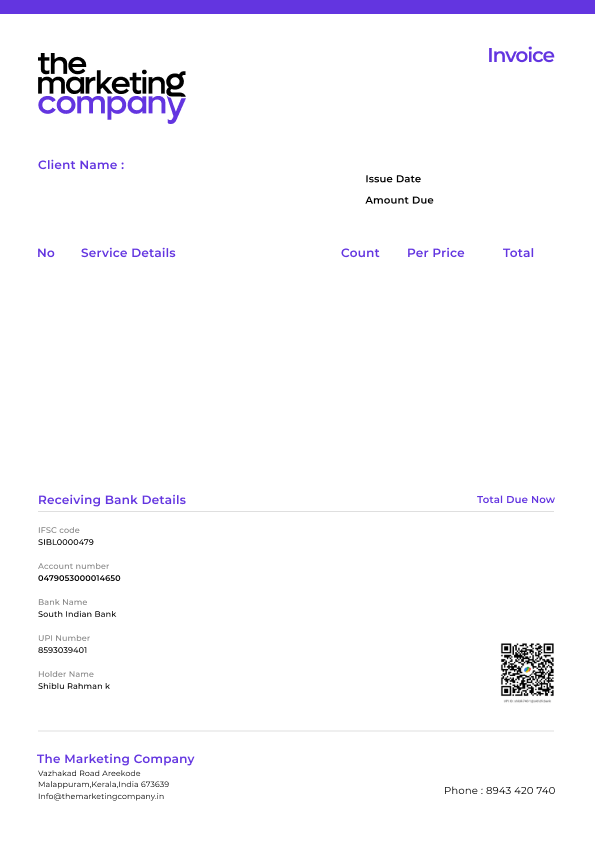 the
marketing
company
Invoice
Client Name :
Issue Date
Amount Due
No Service Details Count Per Price Total
Receiving Bank Details Total Due Now
IFSC code
SIBL0000479
Account number
0479053000014650
Bank Name
South Indian Bank
UPI Number
8593039401
Holder Name
Shiblu Rahman k
The Marketing Company
Vazhakad Road Areekode
Malappuram,Kerala,India 673639
Info@themarketingcompany.in
Phone : 8943 420 740